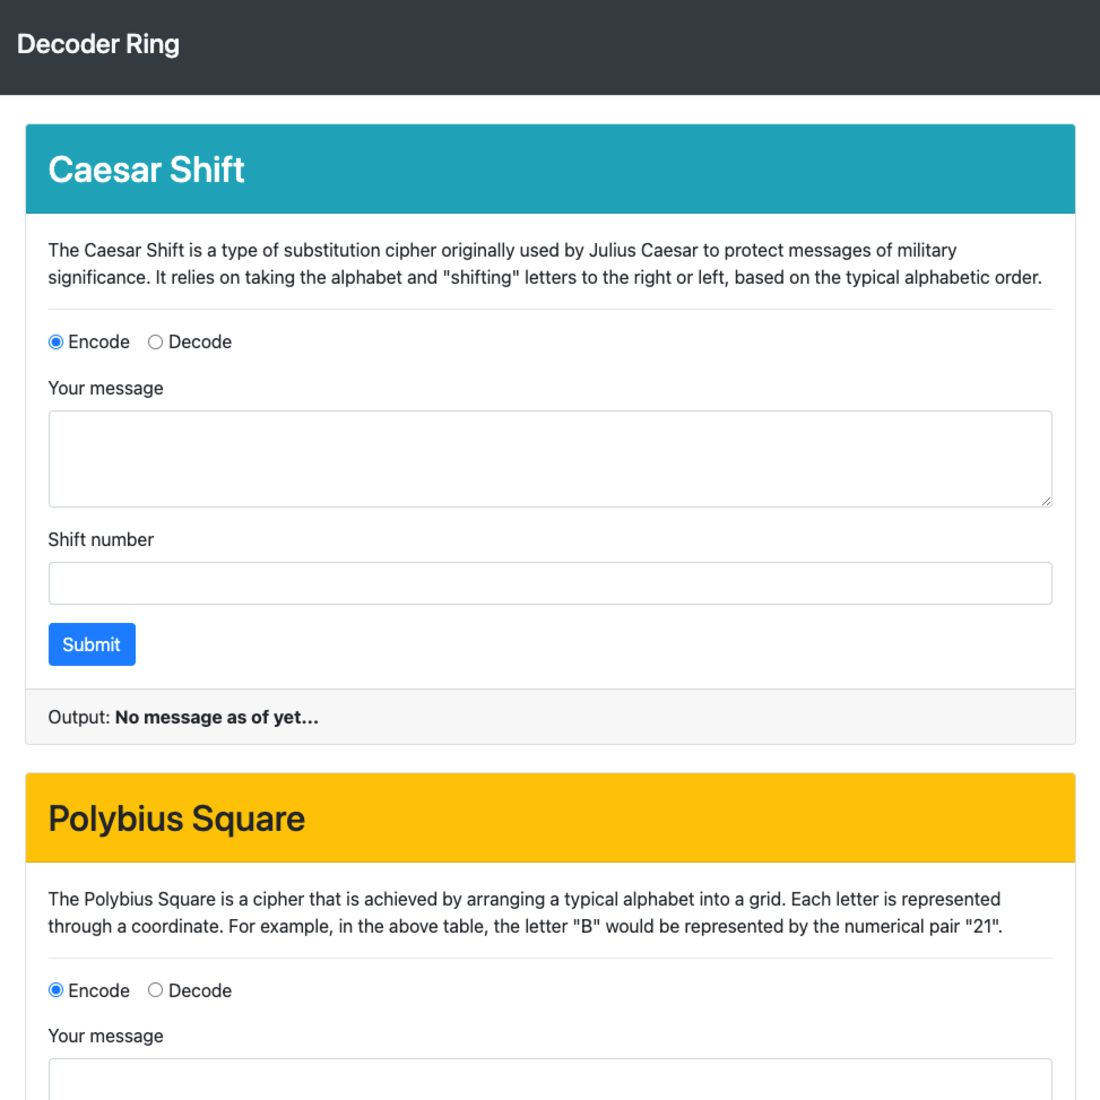 Decoder Ring
Caesar Shift
The Caesar Shift is a type of substitution cipher originally used by Julius Caesar to protect messages of military
significance. It relies on taking the alphabet and "shifting" letters to the right or left, based on the typical alphabetic order.
Encode Decode
Your message
Shift number
Submit
Output: No message as of yet...
Polybius Square
The Polybius Square is a cipher that is achieved by arranging a typical alphabet into a grid. Each letter is represented
through a coordinate. For example, in the above table, the letter "B" would be represented by the numerical pair "21".
Encode Decode
Your message